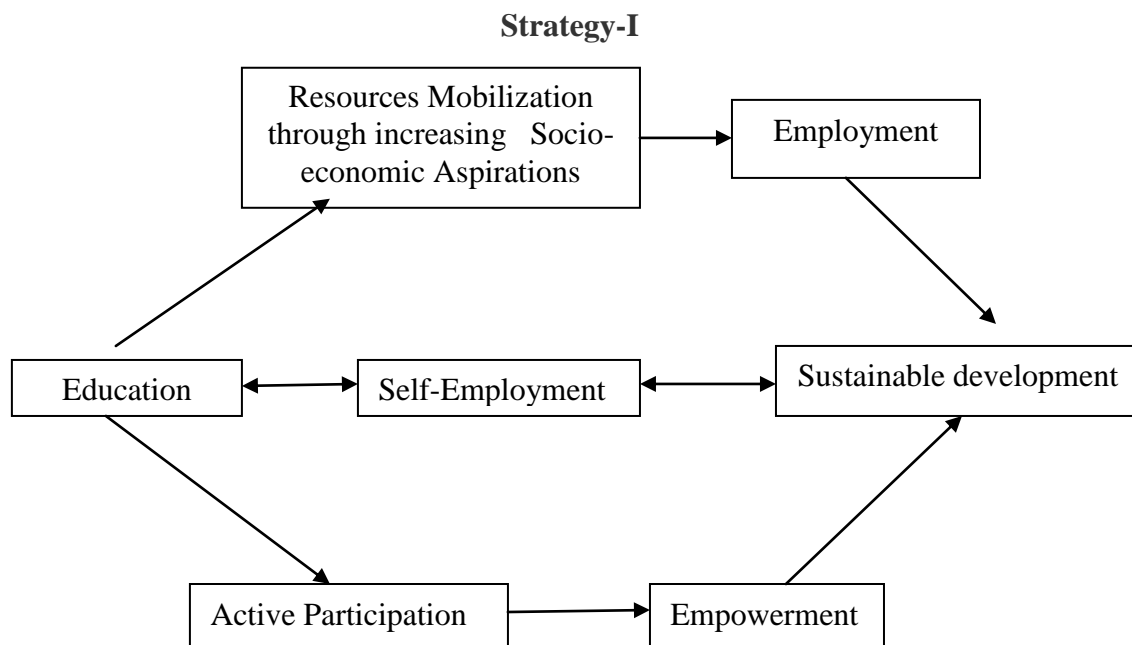 Strategy-I
Resources Mobilization
through increasing Socio-
economic Aspirations
Employment
Education
Self-Employment
Sustainable development
Active Participation
Empowerment